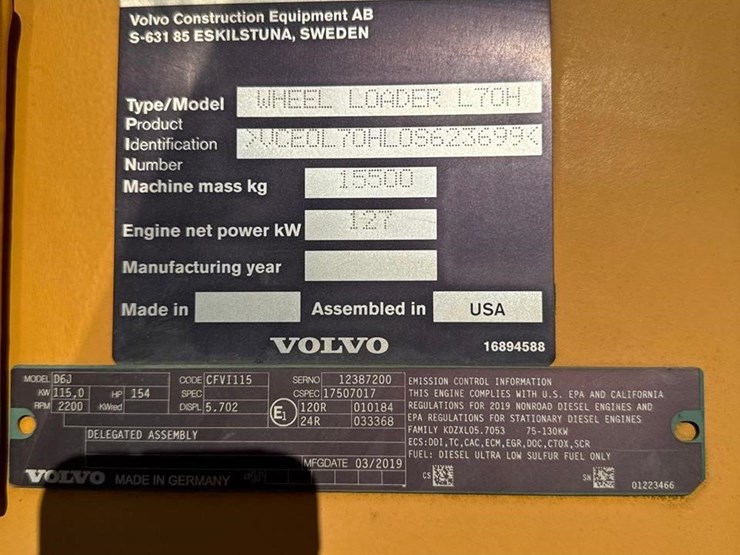 Volvo Construction Equipment AB
S-631 85 ESKILSTUNA, SWEDEN
Type/Model WHEEL LOADER L70H
Product
Identification >VCE0L70HL0S623699<
Number
Machine mass kg 15500
Engine net power kW 127
Manufacturing year
Made in Assembled in USA
VOLVO 16894588
MODEL D6J CODE CFVI115 SERNO 12387200
KW 115,0 HP 154 SPEC CSPEC 17507017
RPM 2200 KWed DISPL 5.702 E1 120R 010184
24R 033368
DELEGATED ASSEMBLY
MFGDATE 03/2019
VOLVO MADE IN GERMANY
EMISSION CONTROL INFORMATION
THIS ENGINE COMPLIES WITH U.S. EPA AND CALIFORNIA
REGULATIONS FOR 2019 NONROAD DIESEL ENGINES AND
EPA REGULATIONS FOR STATIONARY DIESEL ENGINES
FAMILY KDZXL05.7053 75-130KW
ECS:DDI,TC,CAC,ECM,EGR,DOC,CTOX,SCR
FUEL: DIESEL ULTRA LOW SULFUR FUEL ONLY
CS SN 01223466